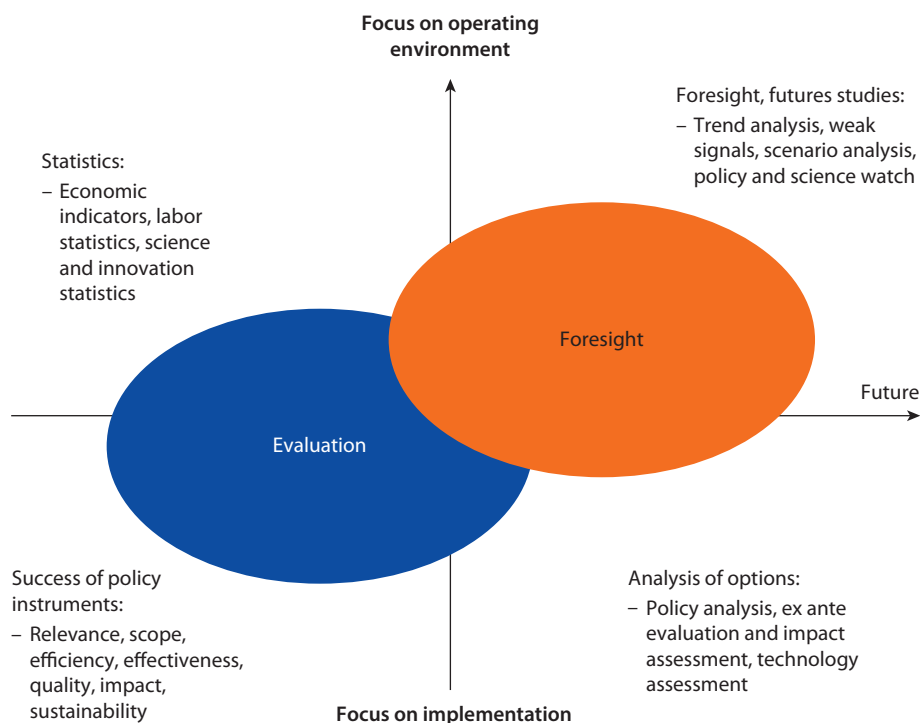 Focus on operating
environment
Foresight, futures studies:
– Trend analysis, weak
signals, scenario analysis,
policy and science watch
Statistics:
– Economic
indicators, labor
statistics, science
and innovation
statistics
Foresight
Future
Evaluation
Success of policy
instruments:
– Relevance, scope,
efficiency, effectiveness,
quality, impact,
sustainability
Analysis of options:
– Policy analysis, ex ante
evaluation and impact
assessment, technology
assessment
Focus on implementation